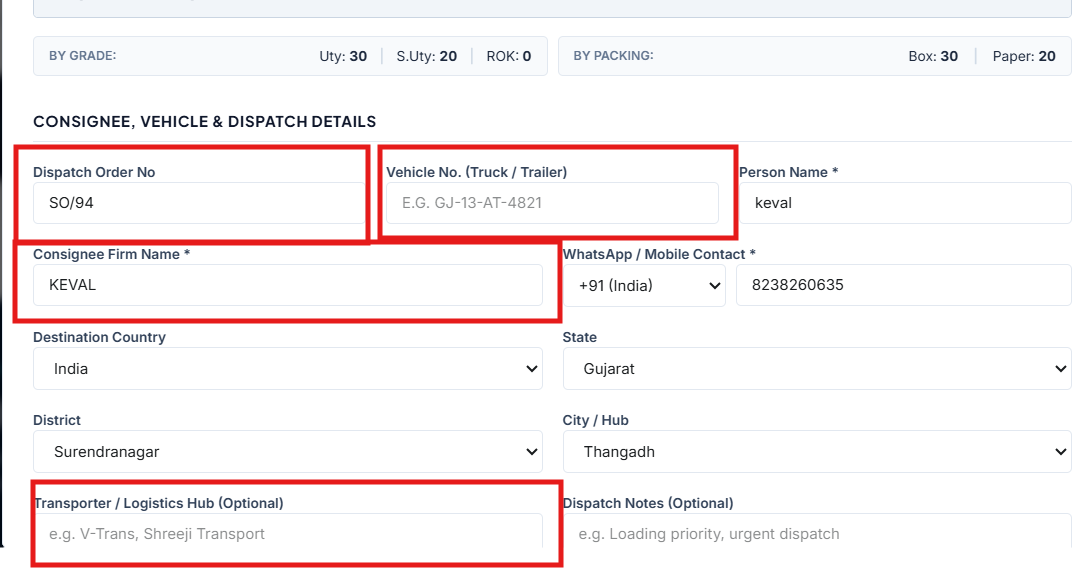 BY GRADE: Uty: 30 | S.Uty: 20 | ROK: 0 BY PACKING: Box: 30 | Paper: 20
CONSIGNEE, VEHICLE & DISPATCH DETAILS
Dispatch Order No Vehicle No. (Truck / Trailer) Person Name *
SO/94 E.G. GJ-13-AT-4821 keval
Consignee Firm Name * WhatsApp / Mobile Contact *
KEVAL +91 (India) 8238260635
Destination Country State
India Gujarat
District City / Hub
Surendranagar Thangadh
Transporter / Logistics Hub (Optional) Dispatch Notes (Optional)
e.g. V-Trans, Shreeji Transport e.g. Loading priority, urgent dispatch